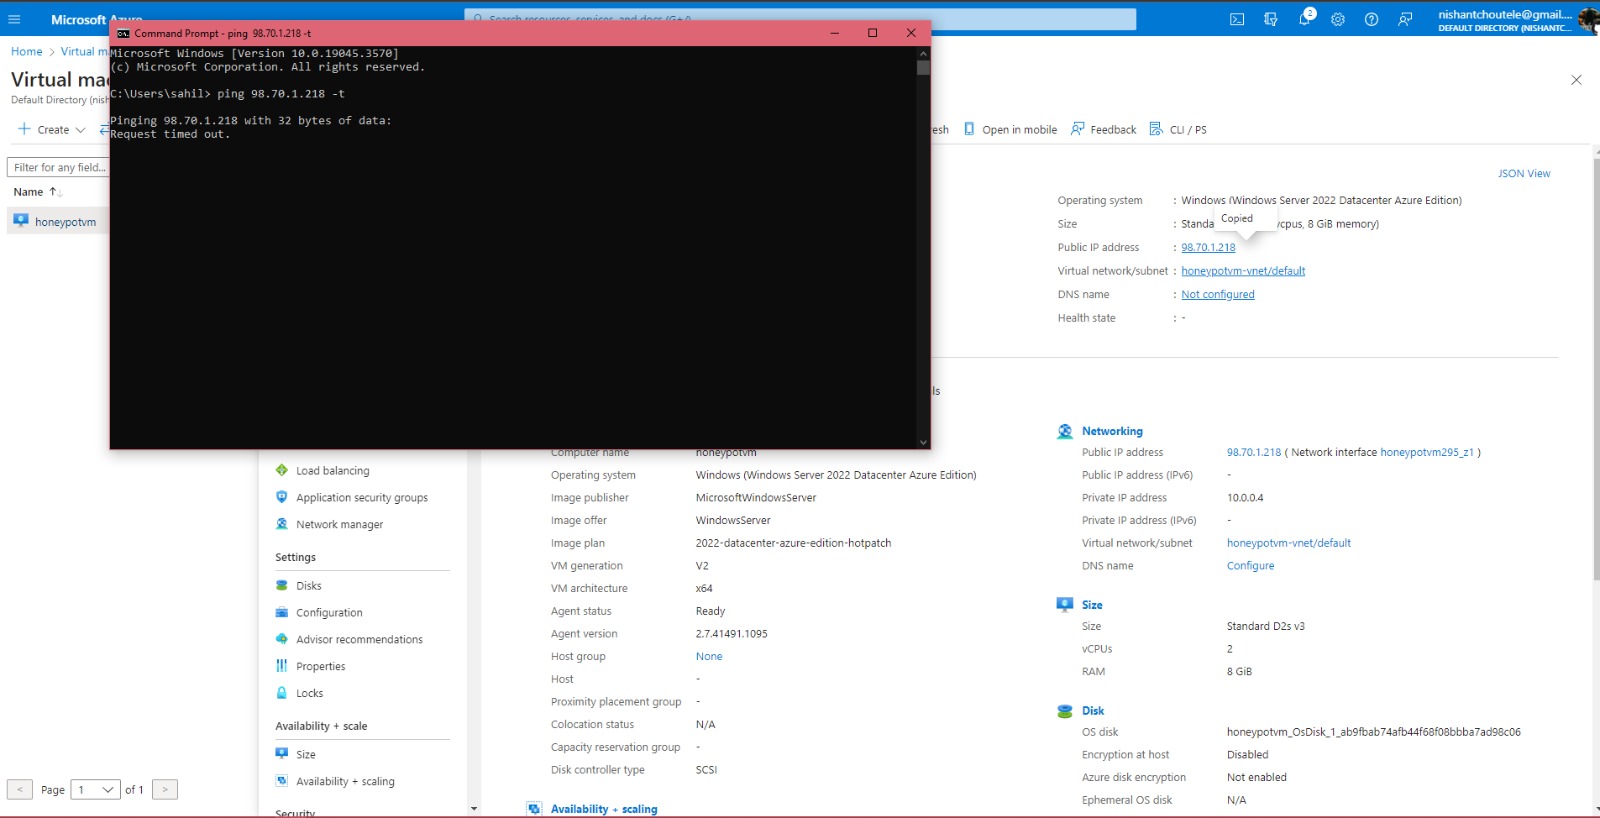 Microsoft Azure
Search resources, services, and docs (G+/)
2
nishantchoutele@gmail....
DEFAULT DIRECTORY (NISHANTC...
Command Prompt - ping  98.70.1.218 -t
Microsoft Windows [Version 10.0.19045.3570]
(c) Microsoft Corporation. All rights reserved.
C:\Users\sahil> ping 98.70.1.218 -t
Pinging 98.70.1.218 with 32 bytes of data:
Request timed out.
Home > Virtual m
Virtual ma
Default Directory (nish
Create
Filter for any field...
Name
honeypotvm
< Page 1 of 1 >
esh
Open in mobile
Feedback
CLI / PS
JSON View
Operating system : Windows (Windows Server 2022 Datacenter Azure Edition)
Size : Standa vcpus, 8 GiB memory)
Copied
Public IP address : 98.70.1.218
Virtual network/subnet : honeypotvm-vnet/default
DNS name : Not configured
Health state : -
ls
Load balancing
Application security groups
Network manager
Settings
Disks
Configuration
Advisor recommendations
Properties
Locks
Availability + scale
Size
Availability + scaling
Security
Computer name honeypotvm
Operating system Windows (Windows Server 2022 Datacenter Azure Edition)
Image publisher MicrosoftWindowsServer
Image offer WindowsServer
Image plan 2022-datacenter-azure-edition-hotpatch
VM generation V2
VM architecture x64
Agent status Ready
Agent version 2.7.41491.1095
Host group None
Host -
Proximity placement group -
Colocation status N/A
Capacity reservation group -
Disk controller type SCSI
Availability + scaling
Networking
Public IP address 98.70.1.218 ( Network interface honeypotvm295_z1 )
Public IP address (IPv6) -
Private IP address 10.0.0.4
Private IP address (IPv6) -
Virtual network/subnet honeypotvm-vnet/default
DNS name Configure
Size
Size Standard D2s v3
vCPUs 2
RAM 8 GiB
Disk
OS disk honeypotvm_OsDisk_1_ab9fbab74afb44f68f08bbba7ad98c06
Encryption at host Disabled
Azure disk encryption Not enabled
Ephemeral OS disk N/A